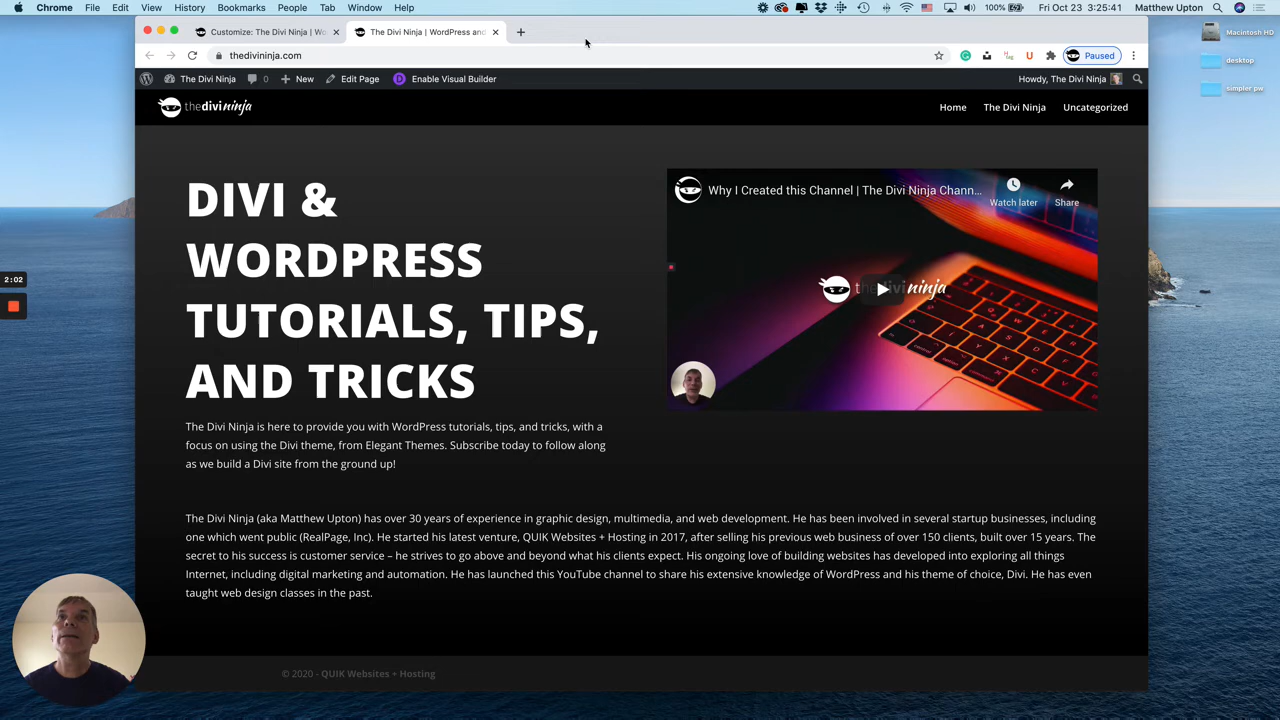 Chrome File Edit View History Bookmarks People Tab Window Help
100% Fri Oct 23 3:25:41 Matthew Upton
Macintosh HD
desktop
simpler pw
Customize: The Divi Ninja | Wo
The Divi Ninja | WordPress and
thedivininja.com
Paused
The Divi Ninja 0 New Edit Page Enable Visual Builder
Howdy, The Divi Ninja
thedivininja
Home The Divi Ninja Uncategorized
DIVI &
WORDPRESS
TUTORIALS, TIPS,
AND TRICKS
The Divi Ninja is here to provide you with WordPress tutorials, tips, and tricks, with a
focus on using the Divi theme, from Elegant Themes. Subscribe today to follow along
as we build a Divi site from the ground up!
Why I Created this Channel | The Divi Ninja Chann...
Watch later
Share
thedivininja
2:02
The Divi Ninja (aka Matthew Upton) has over 30 years of experience in graphic design, multimedia, and web development. He has been involved in several startup businesses, including
one which went public (RealPage, Inc). He started his latest venture, QUIK Websites + Hosting in 2017, after selling his previous web business of over 150 clients, built over 15 years. The
secret to his success is customer service – he strives to go above and beyond what his clients expect. His ongoing love of building websites has developed into exploring all things
Internet, including digital marketing and automation. He has launched this YouTube channel to share his extensive knowledge of WordPress and his theme of choice, Divi. He has even
taught web design classes in the past.
© 2020 - QUIK Websites + Hosting